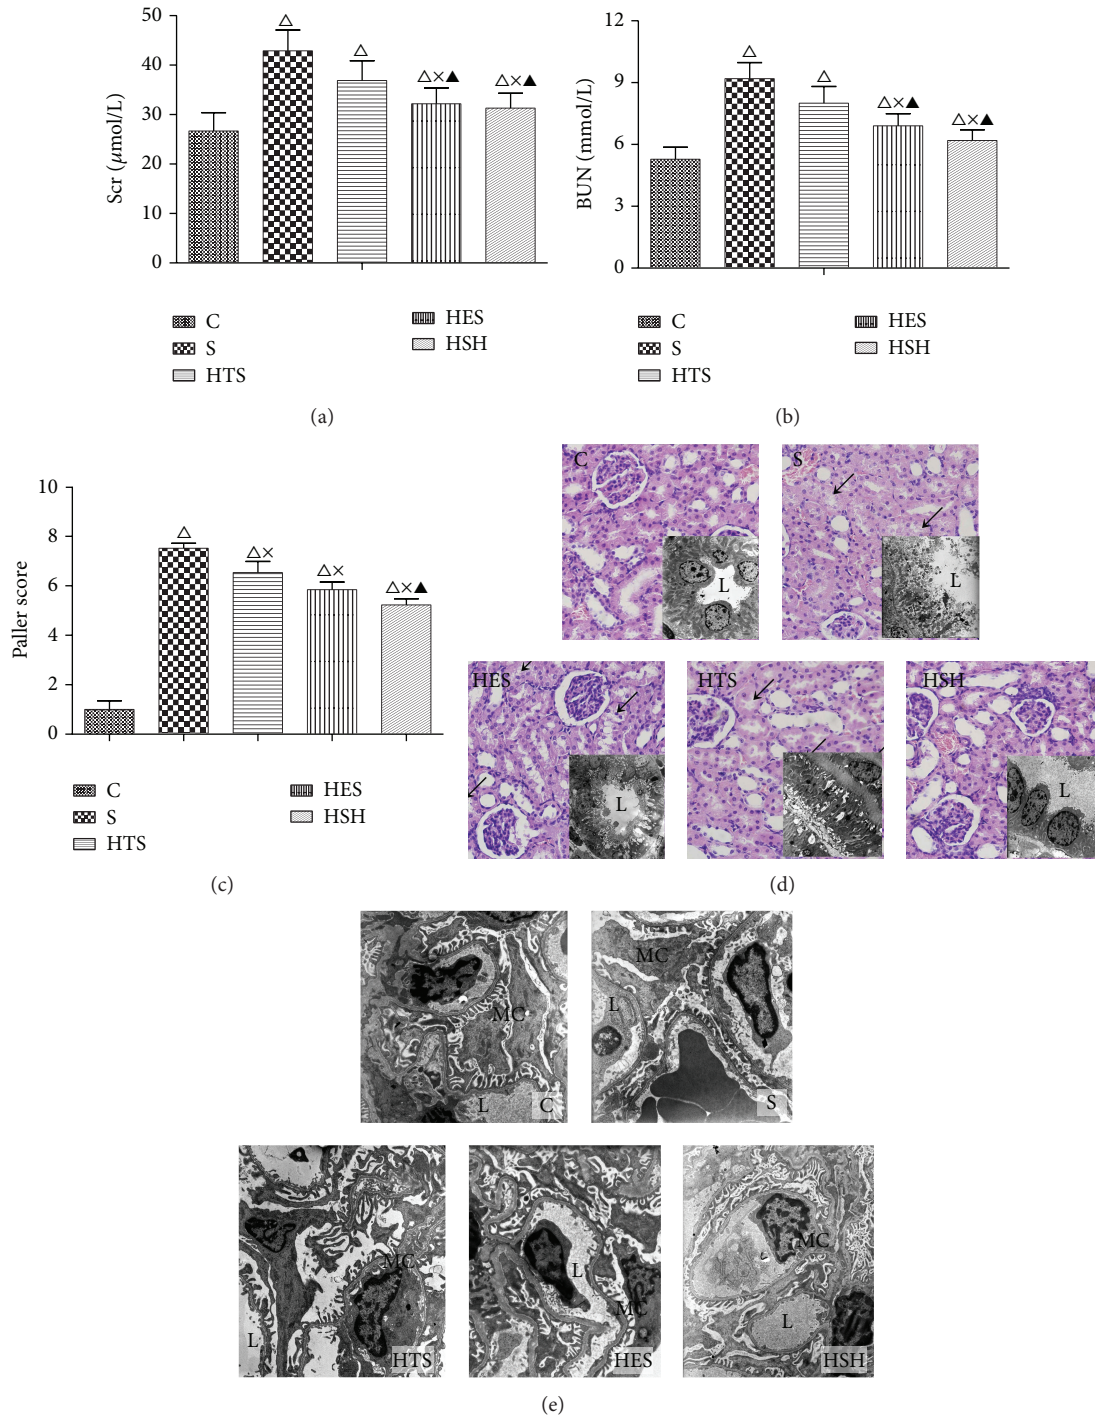 50
40
30
20
10
0
Scr (μmol/L)
△
△
△×▲
△×▲
C
S
HTS
HES
HSH
(a)
12
9
6
3
0
BUN (mmol/L)
△
△
△×▲
△×▲
C
S
HTS
HES
HSH
(b)
10
8
6
4
2
0
Paller score
△
△×
△×
△×▲
C
S
HTS
HES
HSH
(c)
C
L
S
L
HES
L
HTS
L
HSH
L
(d)
MC
L
C
MC
L
S
MC
L
HTS
L
MC
HES
MC
L
HSH
(e)